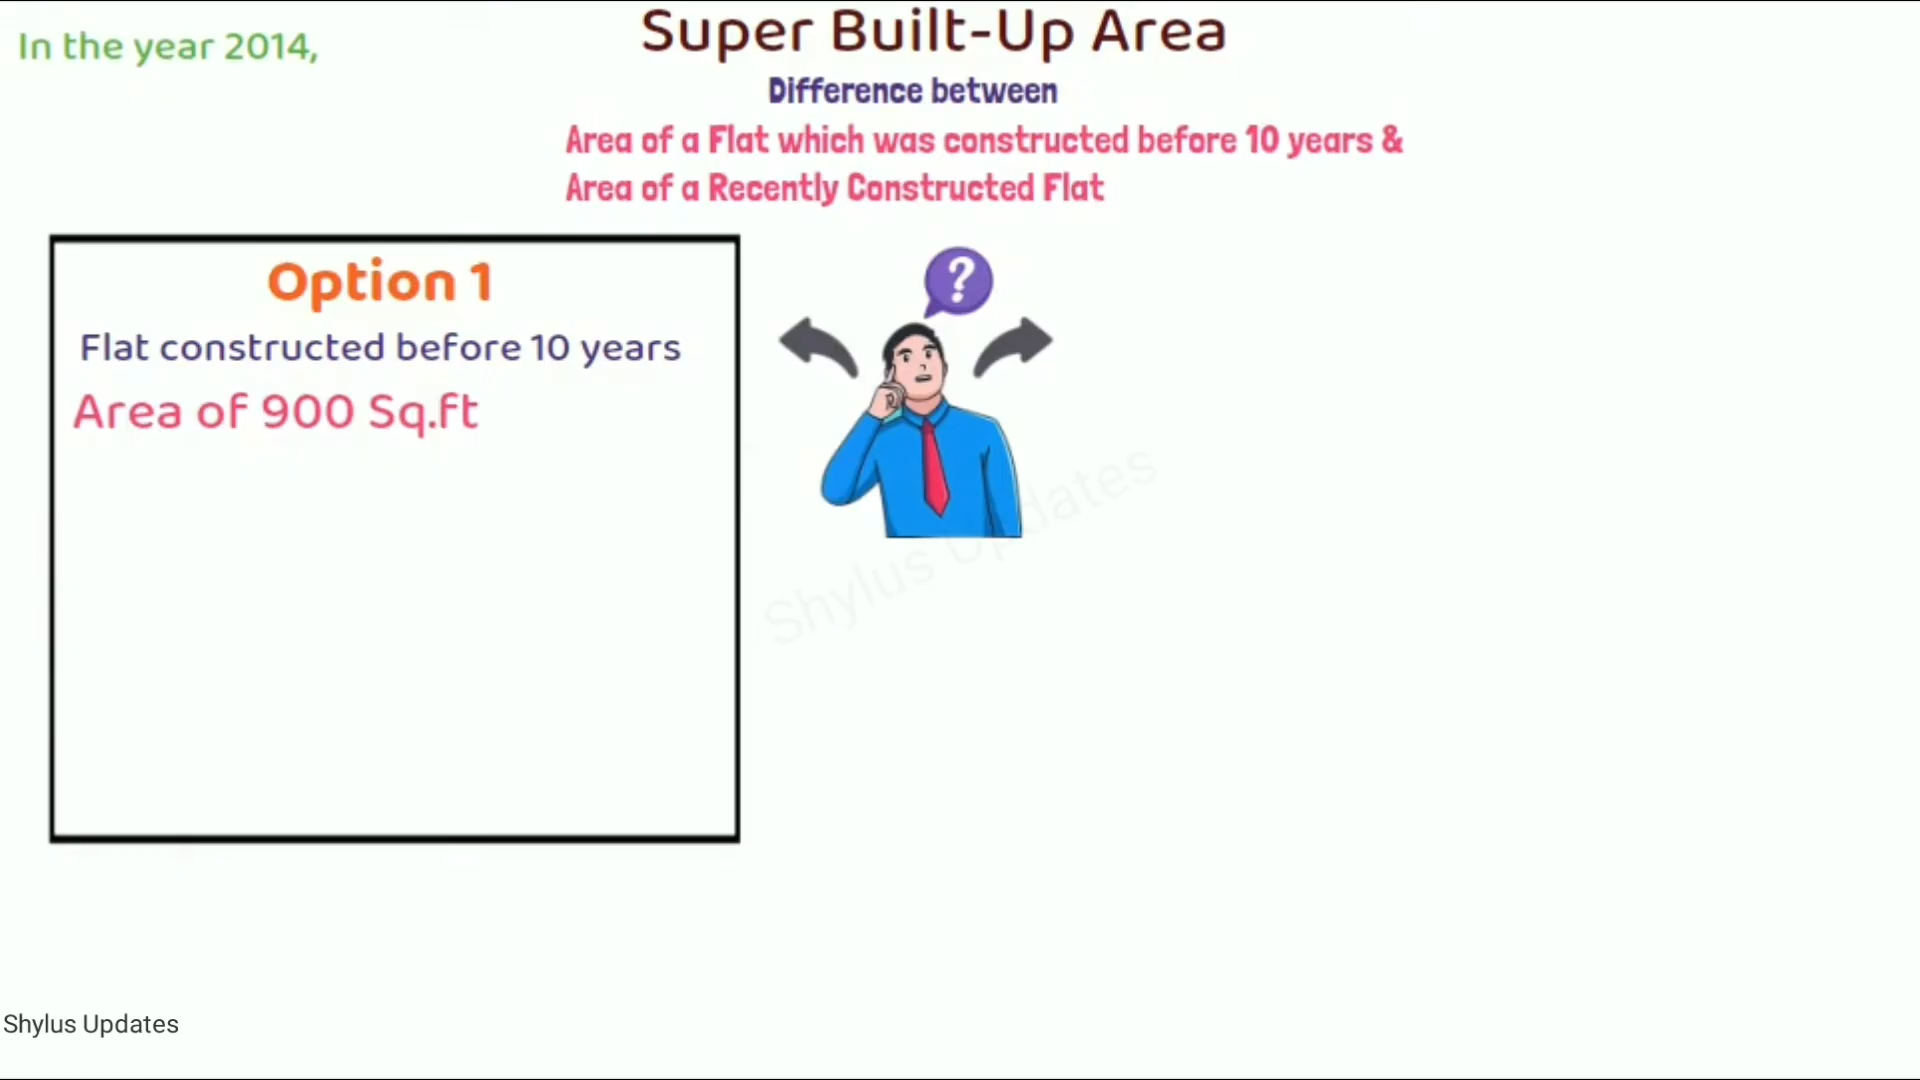 In the year 2014,
Super Built-Up Area
Difference between
Area of a Flat which was constructed before 10 years &
Area of a Recently Constructed Flat
Option 1
Flat constructed before 10 years
Area of 900 Sq.ft
?
Shylus Updates
Shylus Updates